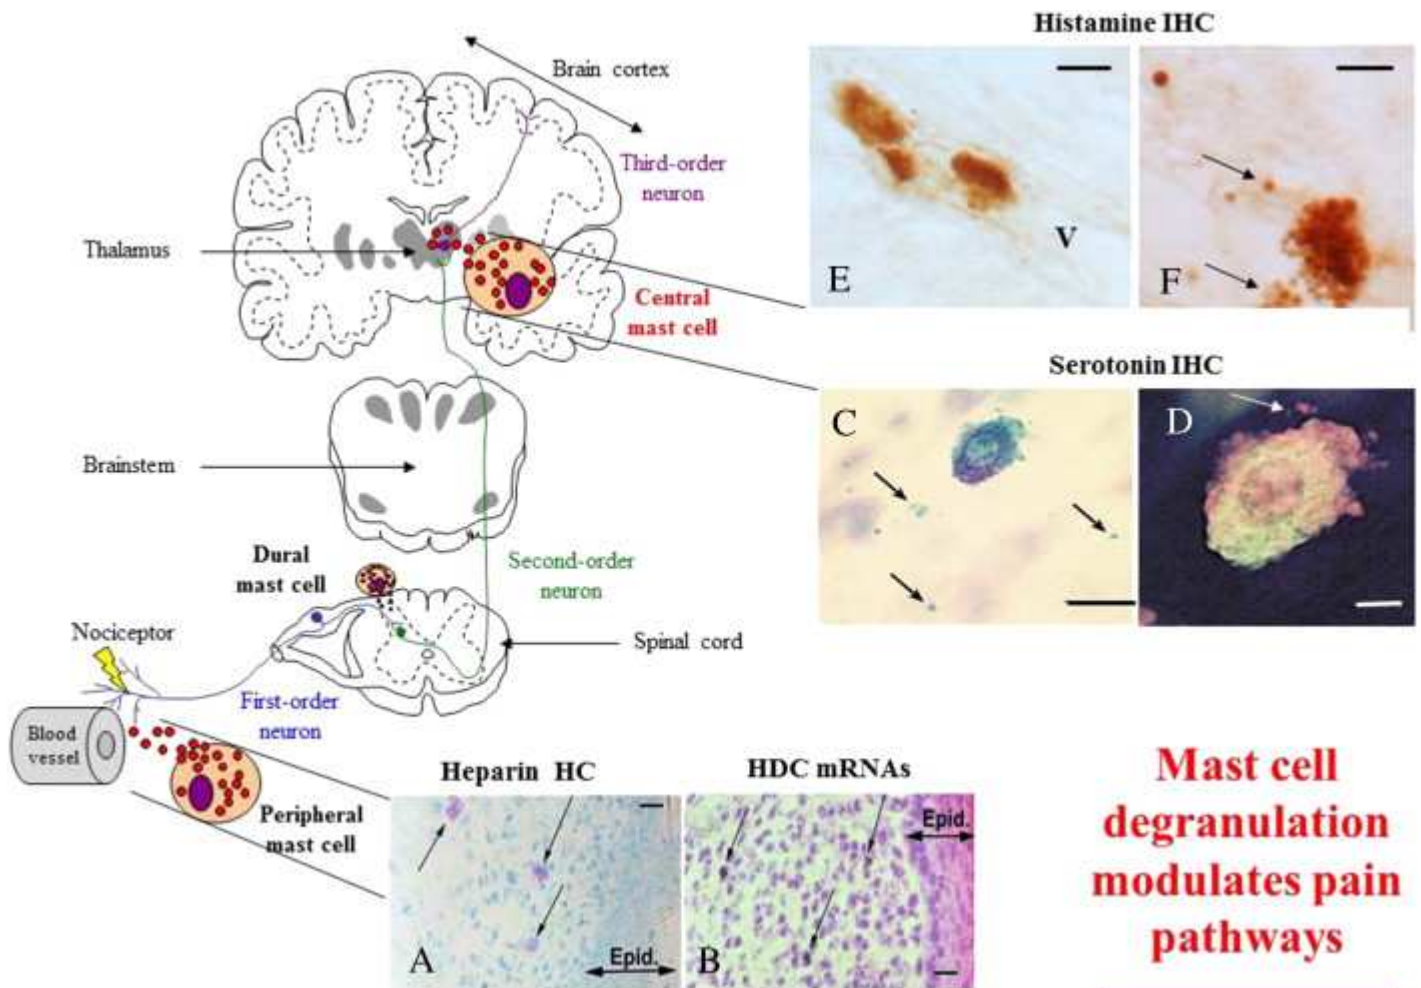 Histamine IHC
Brain cortex
Third-order
neuron
Thalamus
Central
mast cell
E
V
F
Serotonin IHC
C
D
Brainstem
Dural
mast cell
Second-order
neuron
Nociceptor
Spinal cord
First-order
neuron
Blood
vessel
Peripheral
mast cell
Heparin HC
HDC mRNAs
A
Epid.
B
Epid.
Mast cell
degranulation
modulates pain
pathways